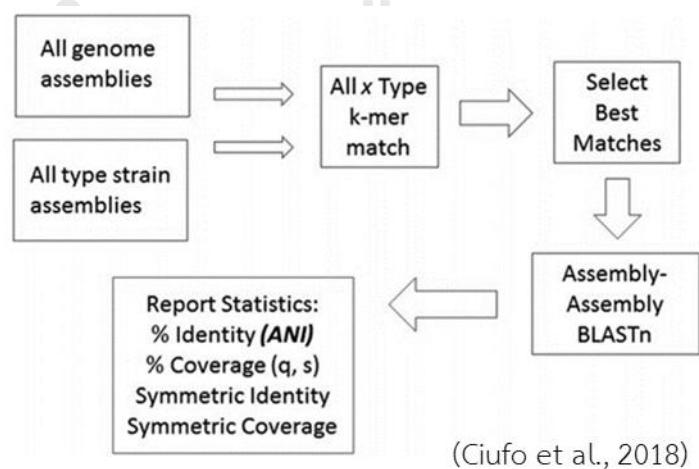 All genome
assemblies
All type strain
assemblies
All x Type
k-mer
match
Select
Best
Matches
Assembly-
Assembly
BLASTn
Report Statistics:
% Identity (ANI)
% Coverage (q, s)
Symmetric Identity
Symmetric Coverage
(Ciufo et al., 2018)